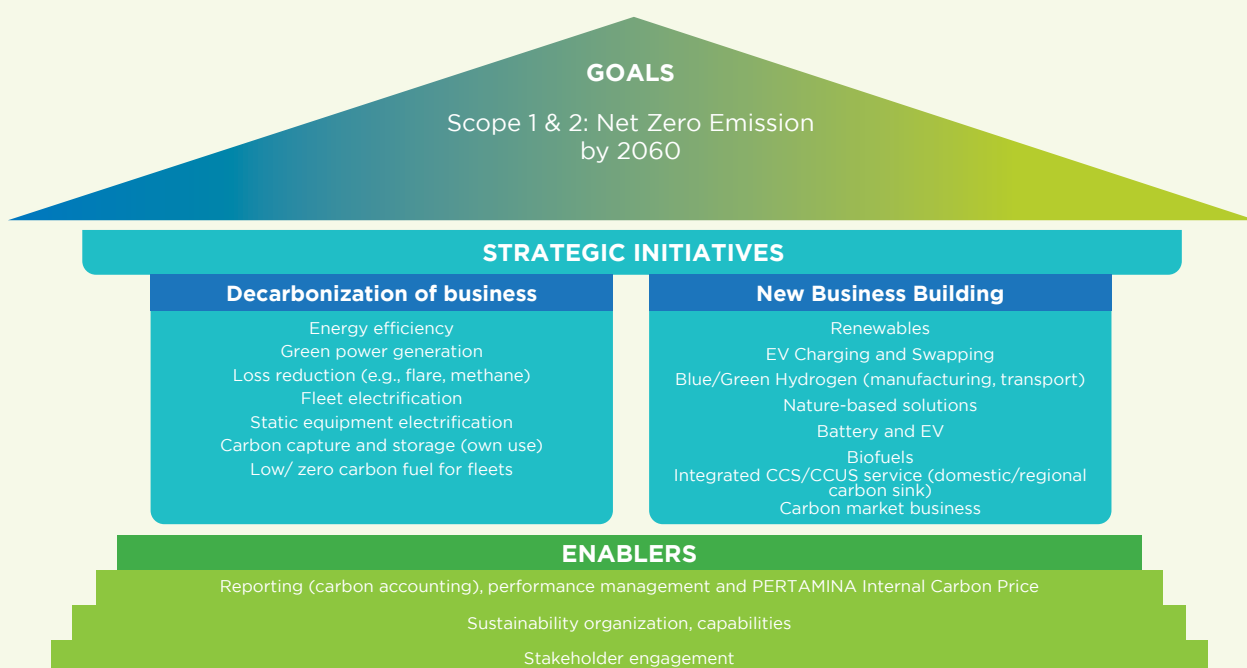 GOALS
Scope 1 & 2: Net Zero Emission
by 2060
STRATEGIC INITIATIVES
Decarbonization of business
Energy efficiency
Green power generation
Loss reduction (e.g., flare, methane)
Fleet electrification
Static equipment electrification
Carbon capture and storage (own use)
Low/ zero carbon fuel for fleets
New Business Building
Renewables
EV Charging and Swapping
Blue/Green Hydrogen (manufacturing, transport)
Nature-based solutions
Battery and EV
Biofuels
Integrated CCS/CCUS service (domestic/regional
carbon sink)
Carbon market business
ENABLERS
Reporting (carbon accounting), performance management and PERTAMINA Internal Carbon Price
Sustainability organization, capabilities
Stakeholder engagement